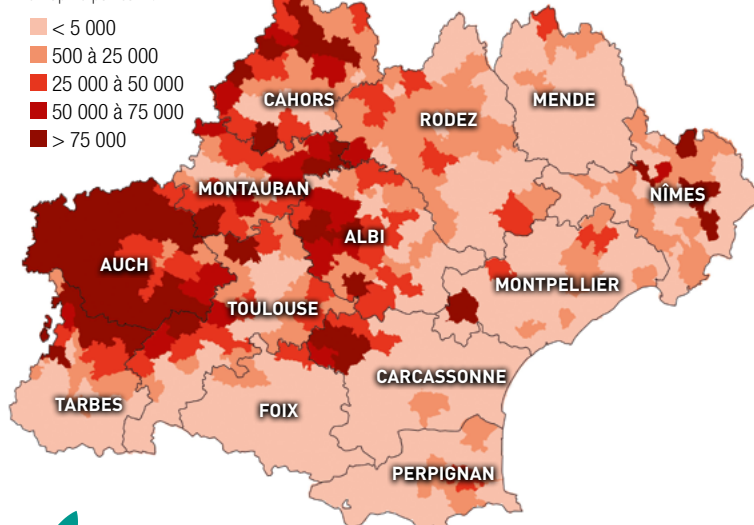 < 5 000
500 à 25 000
25 000 à 50 000
50 000 à 75 000
> 75 000
CAHORS
RODEZ
MENDE
MONTAUBAN
NÎMES
ALBI
AUCH
MONTPELLIER
TOULOUSE
CARCASSONNE
TARBES
FOIX
PERPIGNAN